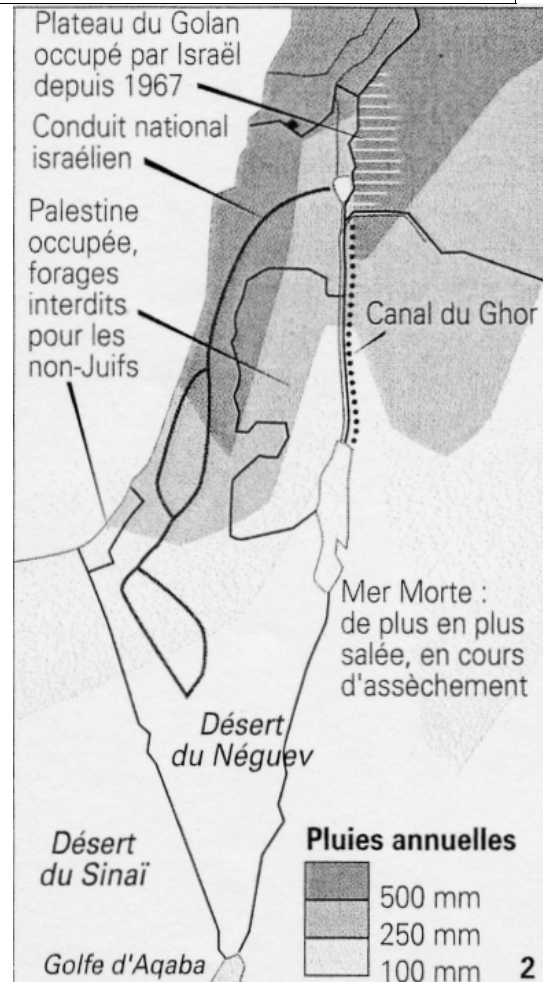 Plateau du Golan
occupé par Israël
depuis 1967
Conduit national
israélien
Palestine
occupée,
forages
interdits
pour les
non-Juifs
Canal du Ghor
Mer Morte :
de plus en plus
salée, en cours
d'assèchement
Désert
du Néguev
Désert
du Sinaï
Golfe d'Aqaba
Pluies annuelles
500 mm
250 mm
100 mm
2